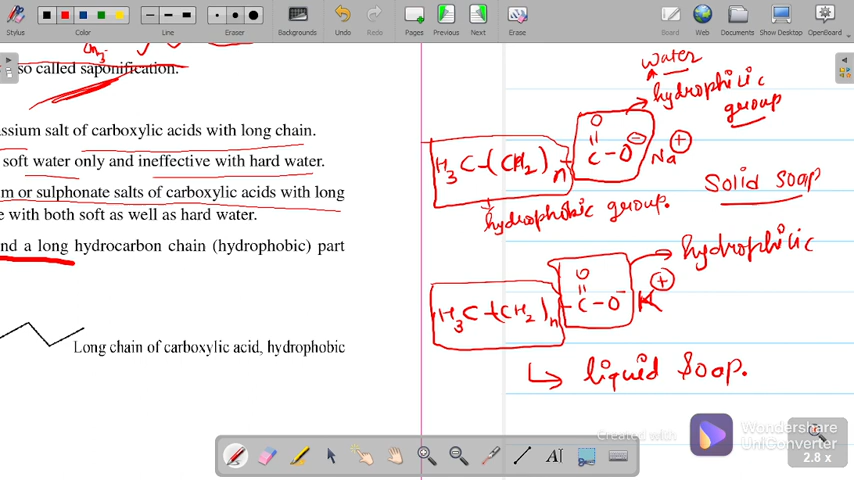 Stylus
Color
Eraser
Backgrounds
Undo
Pages
Previous
Next
Erase
Board
Web
Documents
Show Desktop
OpenBoard
CH3
so called saponification.
assium salt of carboxylic acids with long chain.
soft water only and ineffective with hard water.
m or sulphonate salts of carboxylic acids with long
e with both soft as well as hard water.
nd a long hydrocarbon chain (hydrophobic) part
Long chain of carboxylic acid, hydrophobic
water
hydrophilic
group
O
H3C-(CH2)n-C-O⊖ Na⊕
hydrophobic group.
Solid soap
hydrophilic
O
H3C-(CH2)n-C-O- K⊕
liquid soap.
Created with
Wondershare
UniConverter
2.8 x